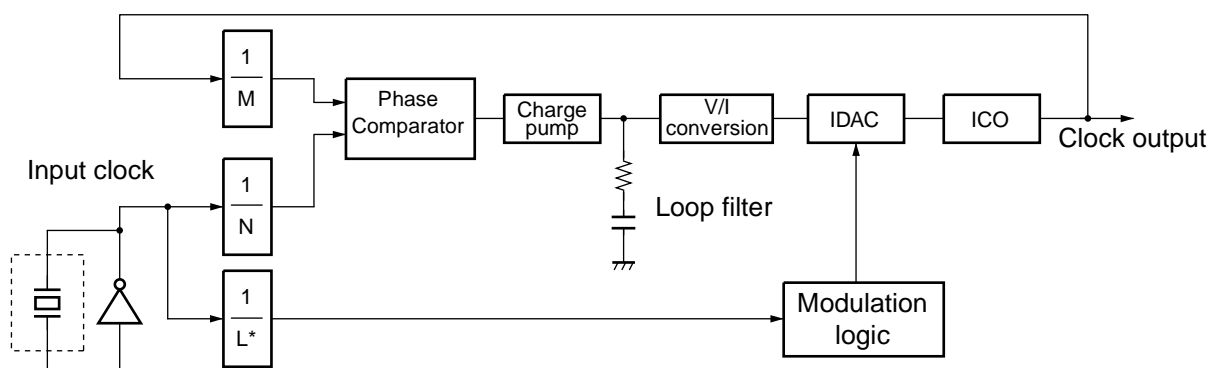 1
M
Phase
Comparator
Charge
pump
V/I
conversion
IDAC
ICO
Clock output
Input clock
1
N
Loop filter
1
L*
Modulation
logic